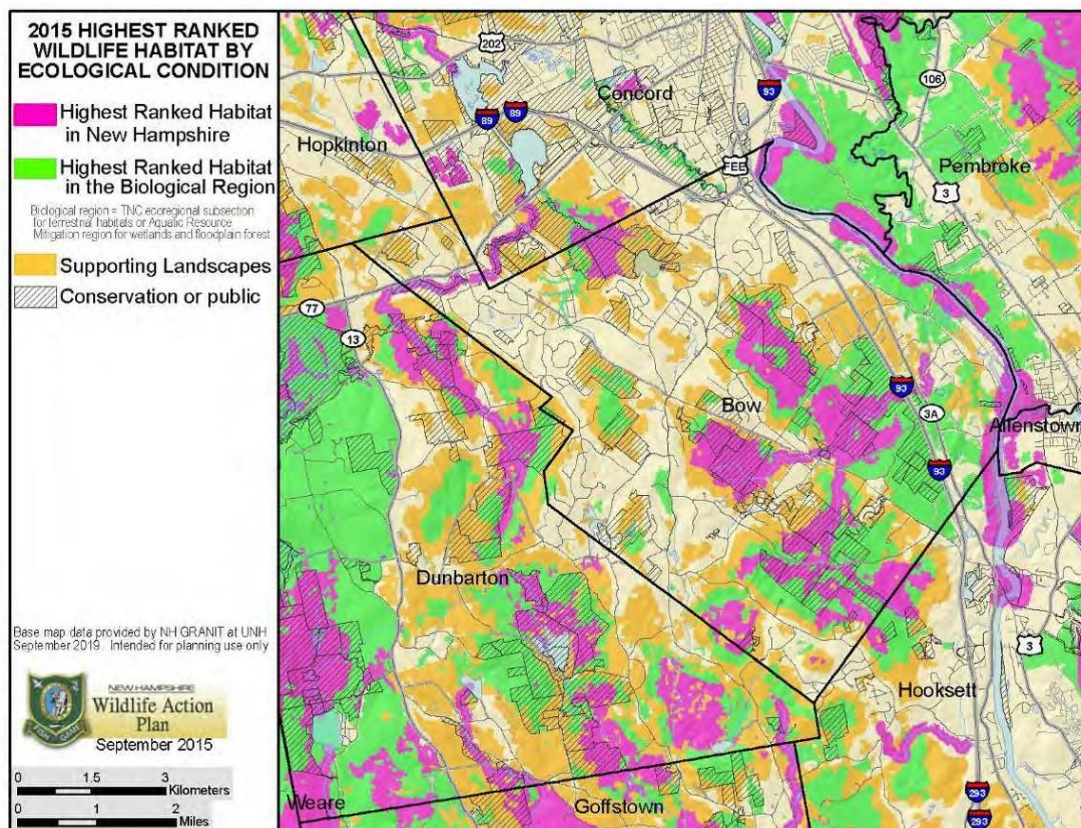 2015 HIGHEST RANKED
WILDLIFE HABITAT BY
ECOLOGICAL CONDITION
Highest Ranked Habitat
in New Hampshire
Highest Ranked Habitat
in the Biological Region
Biological region = TNC ecoregional subsection
for terrestrial habitats or Aquatic Resource
Mitigation region for wetlands and floodplain forest
Supporting Landscapes
Conservation or public
Base map data provided by NH GRANIT at UNH
September 2019. Intended for planning use only
NEW HAMPSHIRE
Wildlife Action
Plan
FISH GAME
September 2015
0 1.5 3
Kilometers
0 1 2
Miles
202
93
106
Concord
89
89
Hopkinton
FEE
Pembroke
3
77
13
93
Bow
3A
Allenstown
93
Dunbarton
3
Hooksett
293
Weare
Goffstown
293